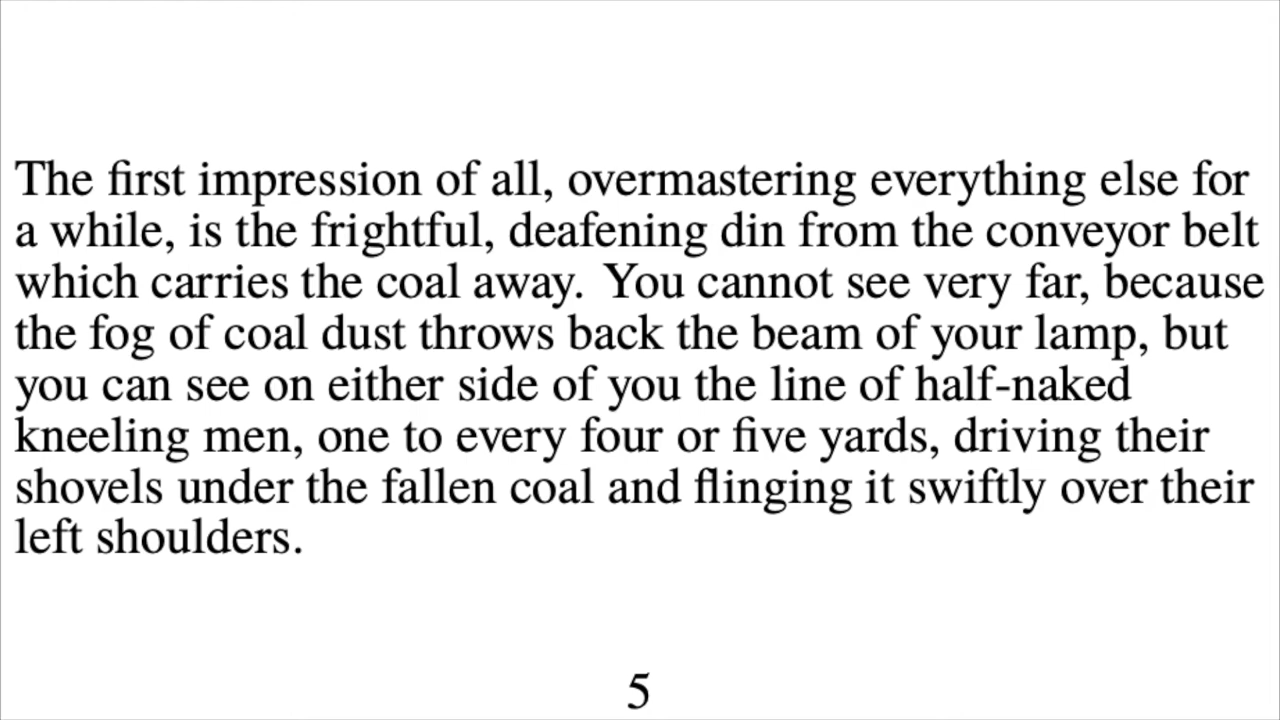 The first impression of all, overmastering everything else for
a while, is the frightful, deafening din from the conveyor belt
which carries the coal away. You cannot see very far, because
the fog of coal dust throws back the beam of your lamp, but
you can see on either side of you the line of half-naked
kneeling men, one to every four or five yards, driving their
shovels under the fallen coal and flinging it swiftly over their
left shoulders.
5